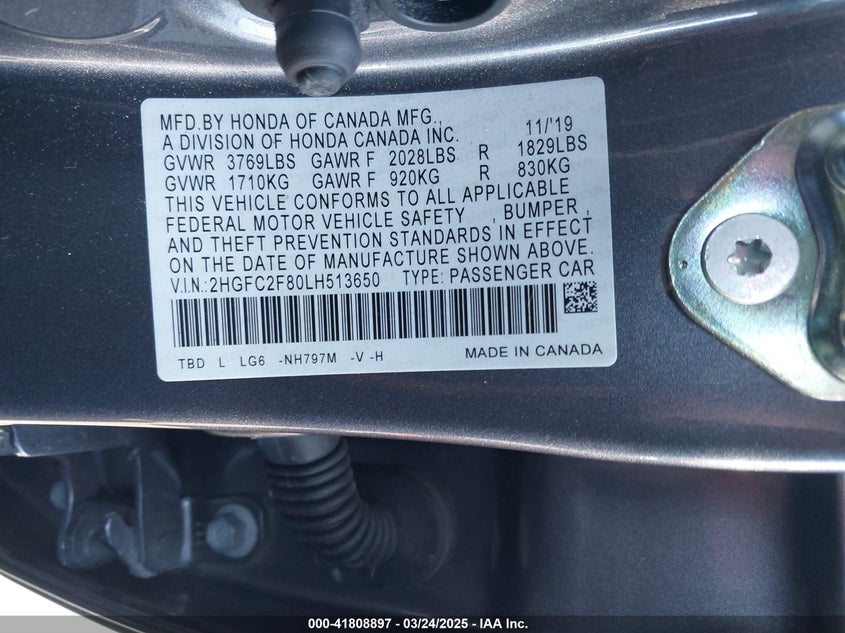 MFD.BY HONDA OF CANADA MFG.,
A DIVISION OF HONDA CANADA INC. 11/'19
GVWR 3769LBS GAWR F 2028LBS R 1829LBS
GVWR 1710KG GAWR F 920KG R 830KG
THIS VEHICLE CONFORMS TO ALL APPLICABLE
FEDERAL MOTOR VEHICLE SAFETY , BUMPER ,
AND THEFT PREVENTION STANDARDS IN EFFECT
ON THE DATE OF MANUFACTURE SHOWN ABOVE.
V.I.N.:2HGFC2F80LH513650 TYPE: PASSENGER CAR
TBD L LG6 -NH797M -V -H MADE IN CANADA
000-41808897 - 03/24/2025 - IAA Inc.